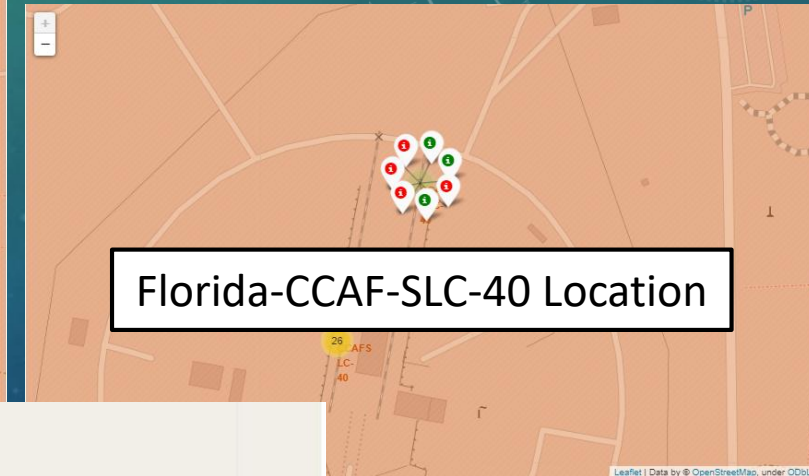 +
P
−
Florida-CCAF-SLC-40 Location
26
AFS
LC-
40
Leaflet | Data by © OpenStreetMap, under ODbL